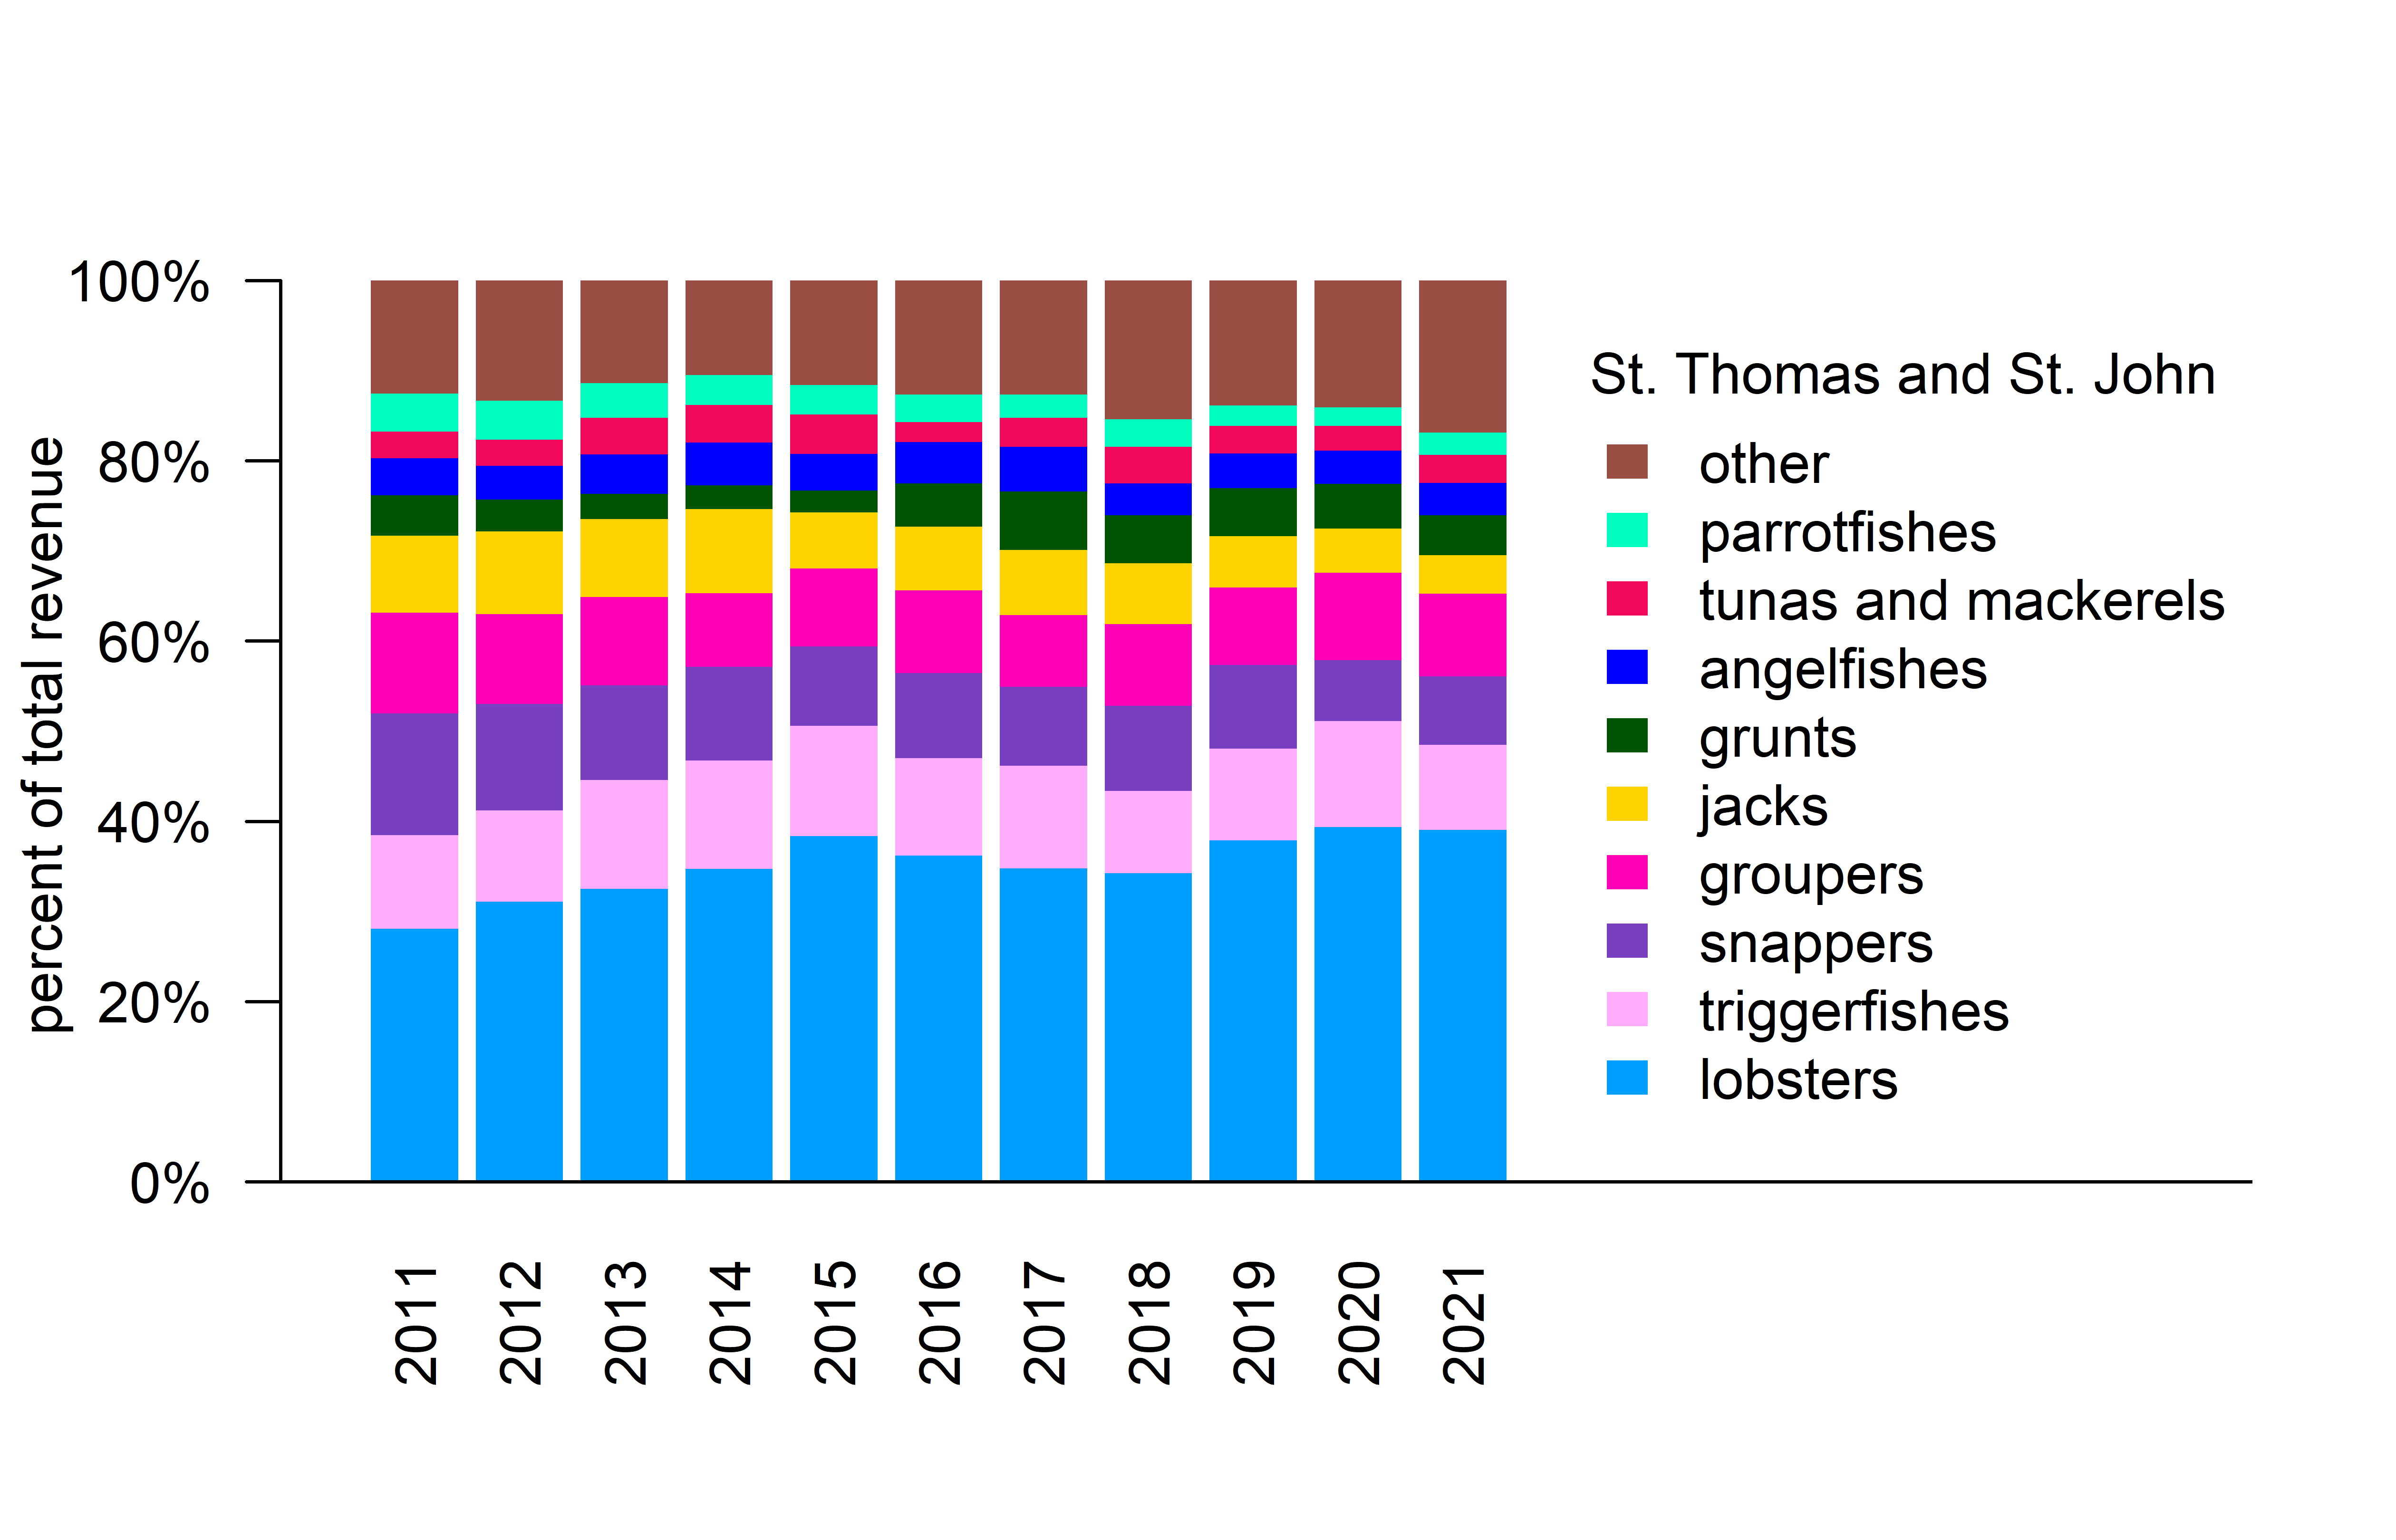 100%
80%
60%
40%
20%
0%
percent of total revenue
2011
2012
2013
2014
2015
2016
2017
2018
2019
2020
2021
St. Thomas and St. John
other
parrotfishes
tunas and mackerels
angelfishes
grunts
jacks
groupers
snappers
triggerfishes
lobsters